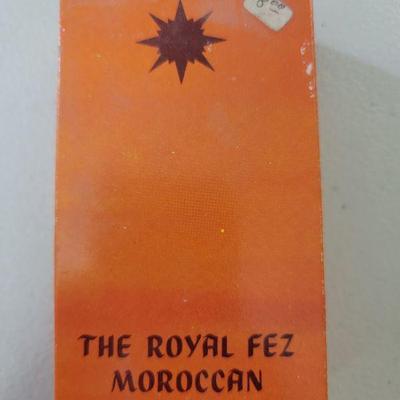 THE ROYAL FEZ
MOROCCAN